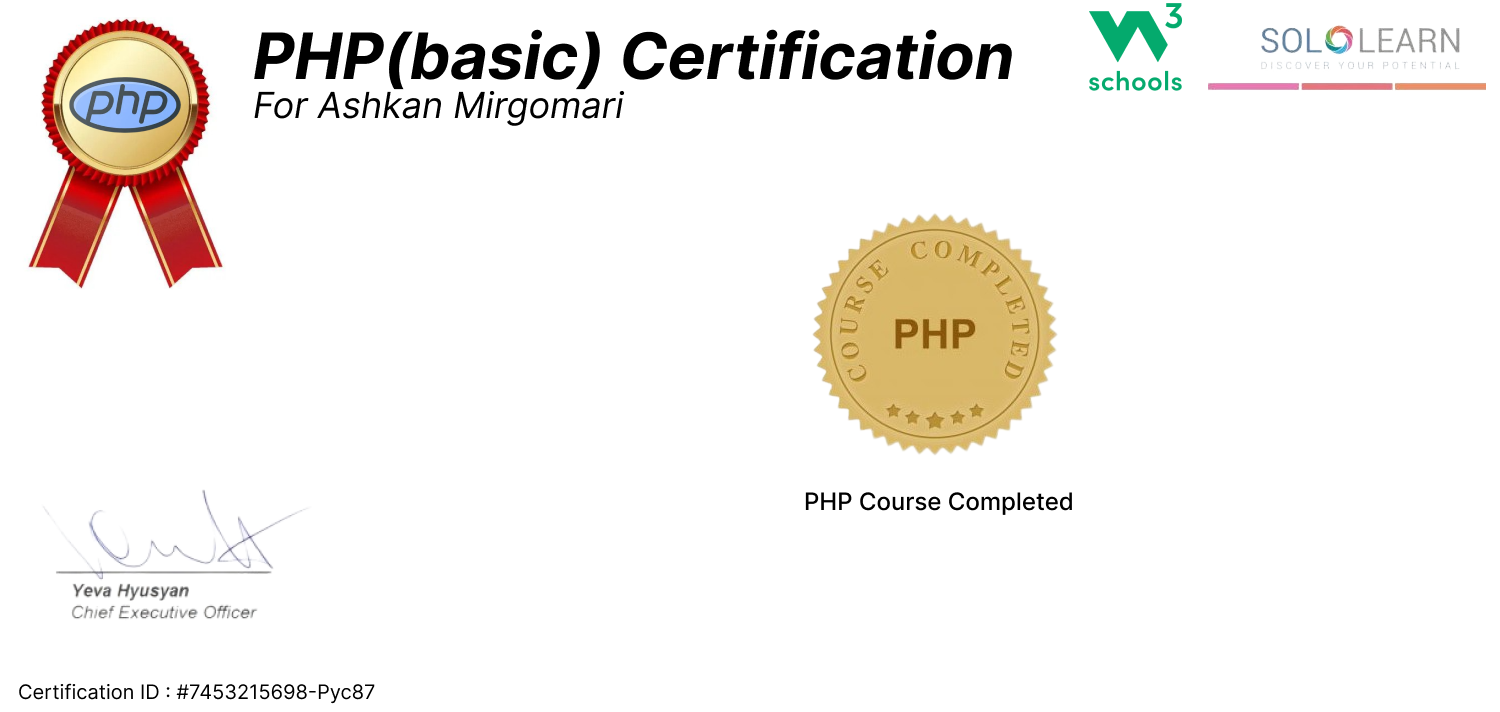 php
PHP(basic) Certification
For Ashkan Mirgomari
W3
schools
SOLOLEARN
DISCOVER YOUR POTENTIAL
COURSE COMPLETED
PHP
PHP Course Completed
Yeva Hyusyan
Chief Executive Officer
Certification ID : #7453215698-Pyc87